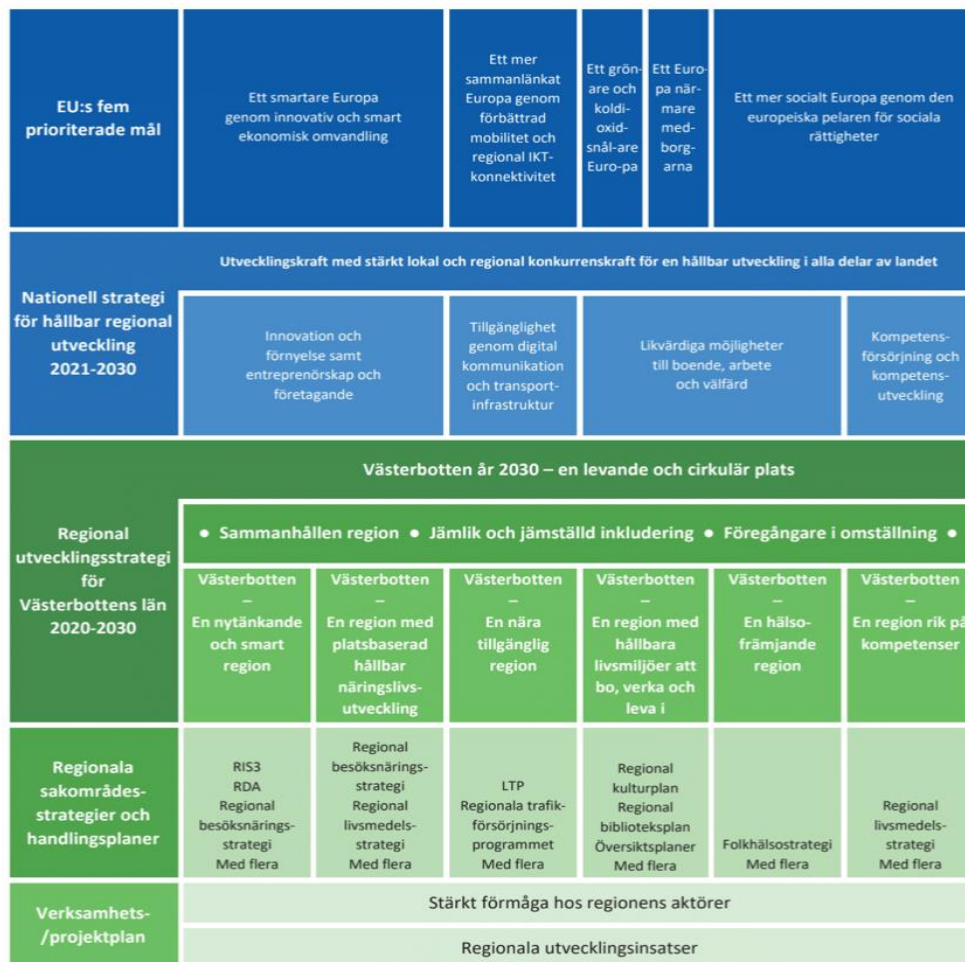 EU:s fem
prioriterade mål
Ett smartare Europa
genom innovativ och smart
ekonomisk omvandling
Ett mer
sammanlänkat
Europa genom
förbättrad
mobilitet och
regional IKT-
konnektivitet
Ett grön-
are och
koldi-
oxid-
snål-are
Euro-pa
Ett Euro-
pa när-
mare
med-
borg-
arna
Ett mer socialt Europa genom den
europeiska pelaren för sociala
rättigheter
Nationell strategi
för hållbar regional
utveckling
2021-2030
Utvecklingskraft med stärkt lokal och regional konkurrenskraft för en hållbar utveckling i alla delar av landet
Innovation och
förnyelse samt
entreprenörskap och
företagande
Tillgänglighet
genom digital
kommunikation
och transport-
infrastruktur
Likvärdiga möjligheter
till boende, arbete
och välfärd
Kompetens-
försörjning och
kompetens-
utveckling
Regional
utvecklingsstrategi
för
Västerbottens län
2020-2030
Västerbotten år 2030 – en levande och cirkulär plats
● Sammanhållen region ● Jämlik och jämställd inkludering ● Föregångare i omställning ●
Västerbotten
–
En nytänkande
och smart
region
Västerbotten
–
En region med
platsbaserad
hållbar
näringslivs-
utveckling
Västerbotten
–
En nära
tillgänglig
region
Västerbotten
–
En region med
hållbara
livsmiljöer att
bo, verka och
leva i
Västerbotten
–
En hälso-
främjande
region
Västerbotten
–
En region rik på
kompetenser
Regionala
sakområdes-
strategier och
handlingsplaner
RIS3
RDA
Regional
besöksnärings-
strategi
Med flera
Regional
besöksnärings-
strategi
Regional
livsmedels-
strategi
Med flera
LTP
Regionala trafik-
försörjnings-
programmet
Med flera
Regional
kulturplan
Regional
biblioteksplan
Översiktsplaner
Med flera
Folkhälsostrategi
Med flera
Regional
livsmedels-
strategi
Med flera
Verksamhets-
/projektplan
Stärkt förmåga hos regionens aktörer
Regionala utvecklingsinsatser